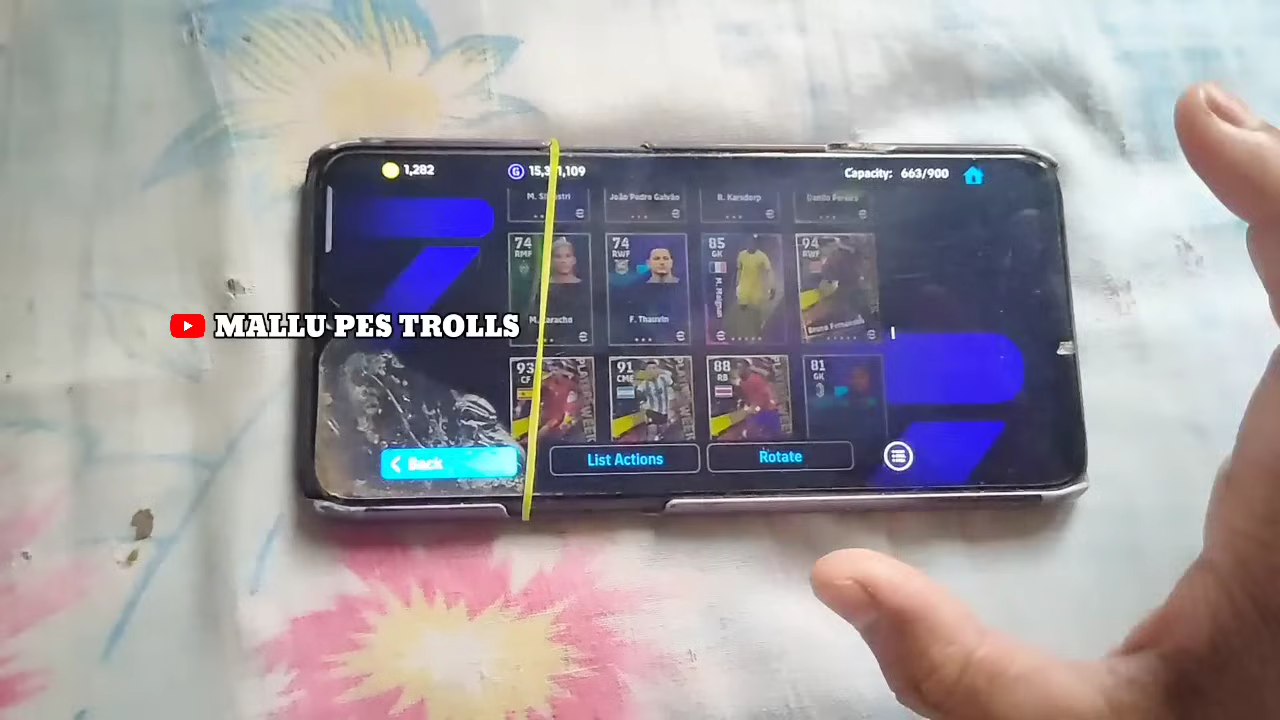 1,282
G
Capacity: 663/900
João Pedro Galvão
R. Karsdorp
Danilo Pereira
74
RMF
74
RWF
85
GK
94
RWF
F. Thauvin
M. Maignan
Bruno Fernandes
MALLU PES TROLLS
93
CF
91
CMF
88
RB
81
GK
Back
List Actions
Rotate